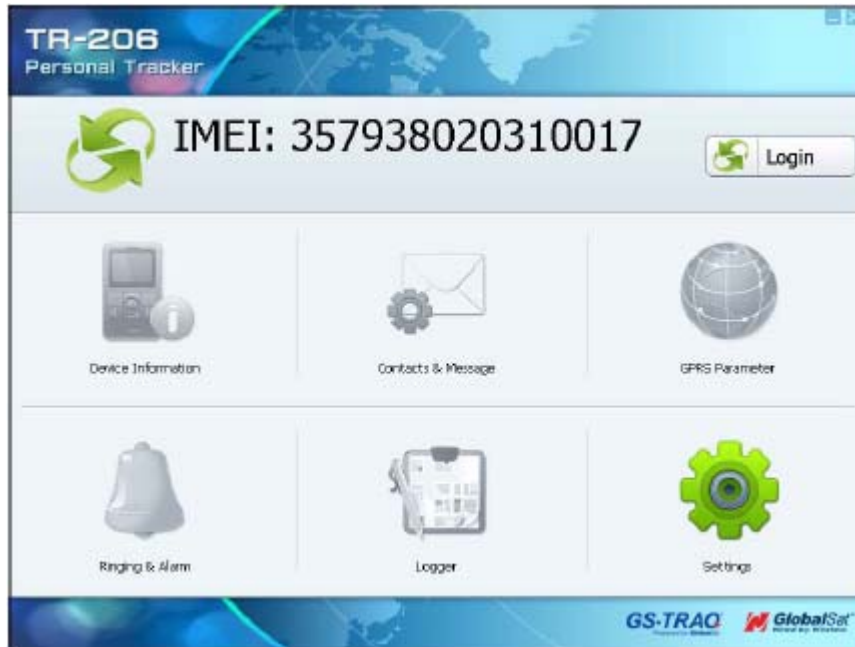 TR-206
Personal Tracker
IMEI: 357938020310017
Login
Device Information
Contacts & Message
GPRS Parameter
Ringing & Alarm
Logger
Settings
GS-TRAQ
GlobalSat